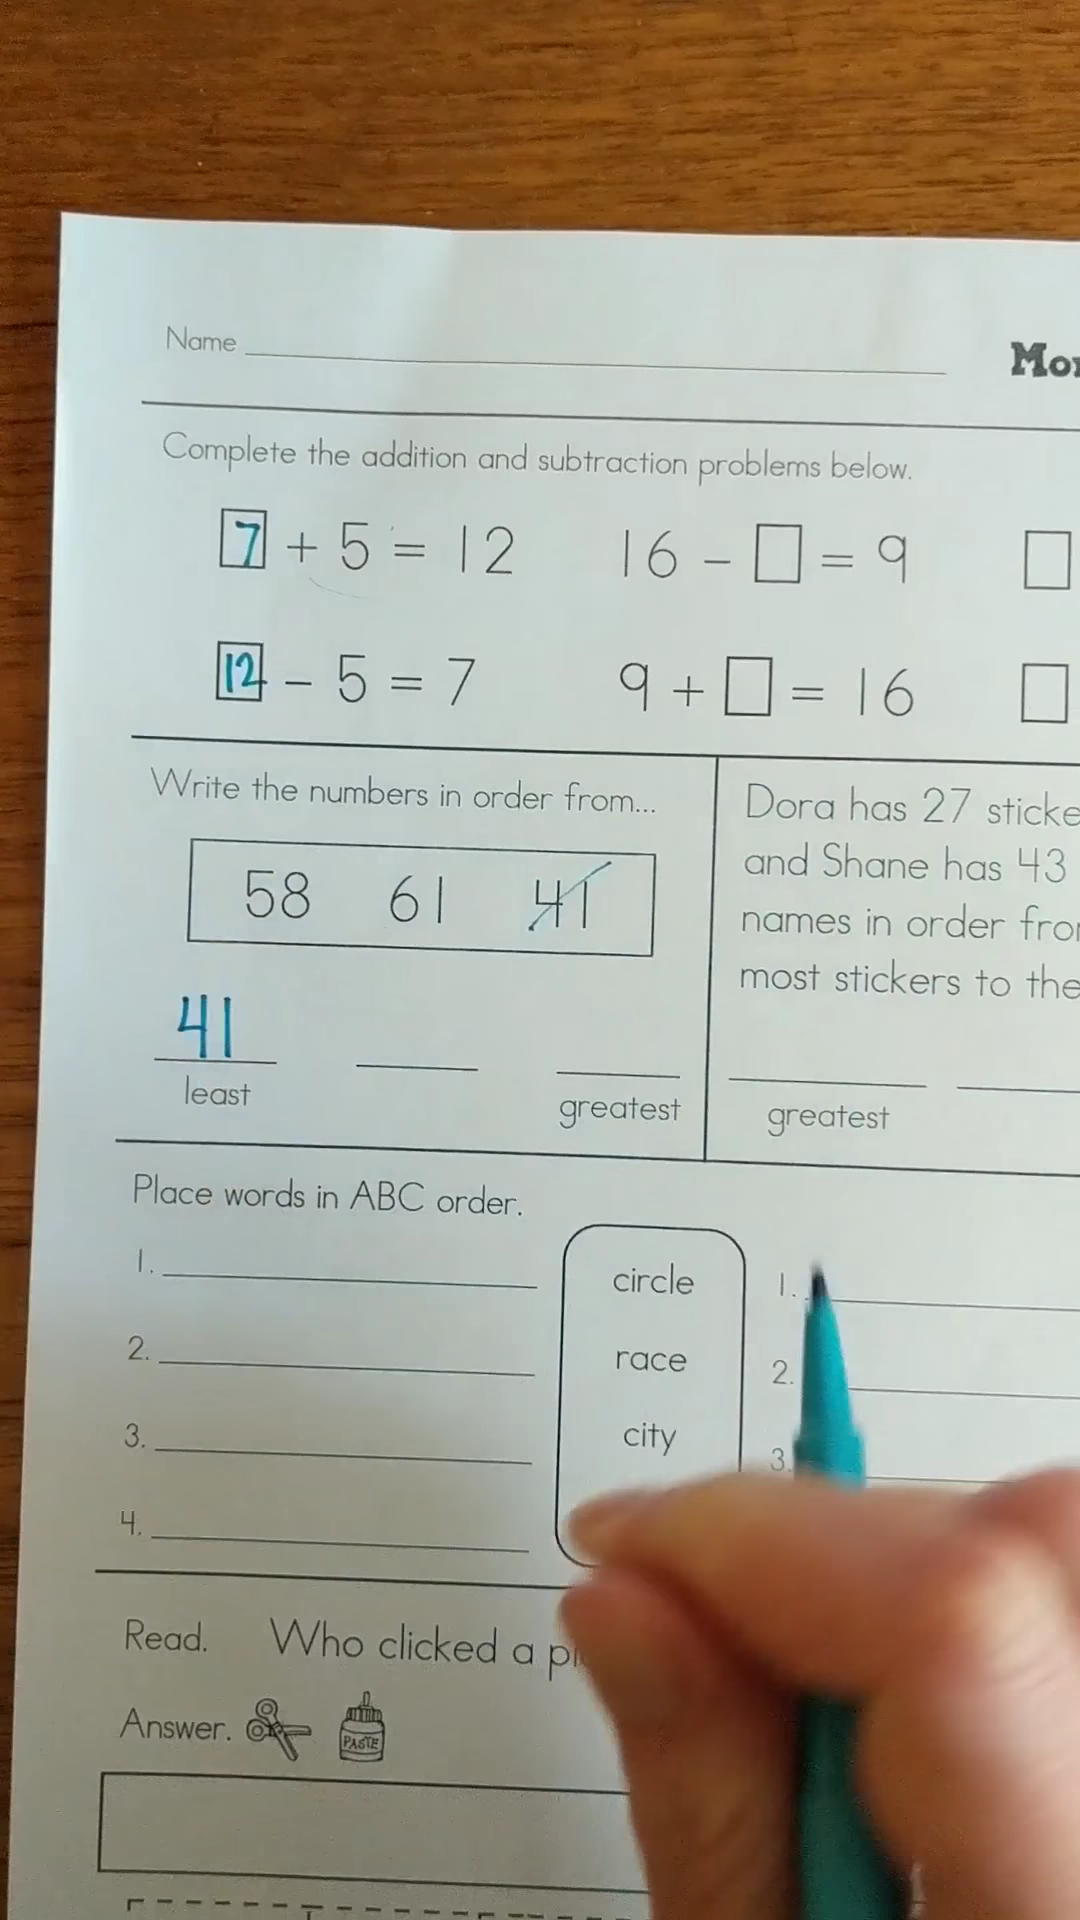 Name
Complete the addition and subtraction problems below.
7 + 5 = 12 16 - □ = 9 □
12 - 5 = 7 9 + □ = 16 □
Write the numbers in order from...
58 61 41
41
least greatest
Dora has 27
and Shane has 43
names in order
most stickers to the
greatest
Place words in ABC order.
1.
2.
3.
4.
circle
race
city
1.
2.
3.
Read. Who clicked a
Answer.
PASTE